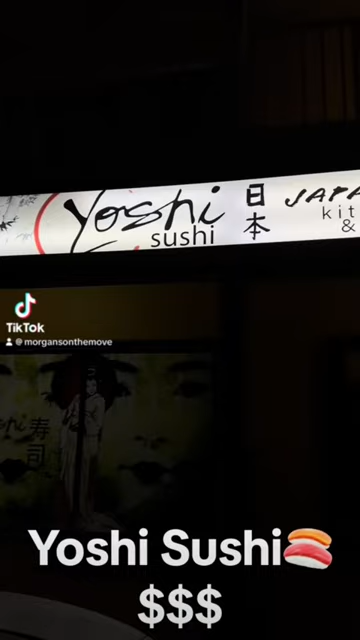 Yoshi
sushi
日本
JAPA
kit
&
TikTok
@morgansonthemove
寿司
Yoshi Sushi🍣
$$$